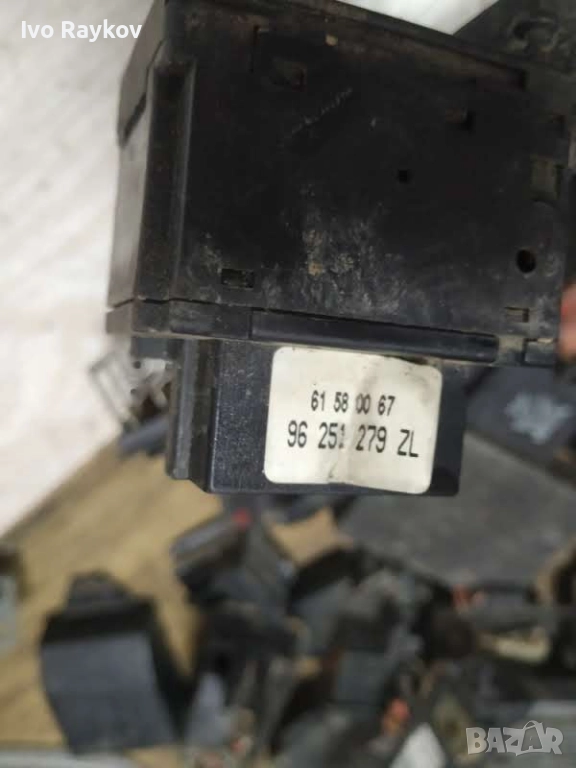 Ivo Raykov
61 58 00 67
96 251 279 ZL
BAZAR